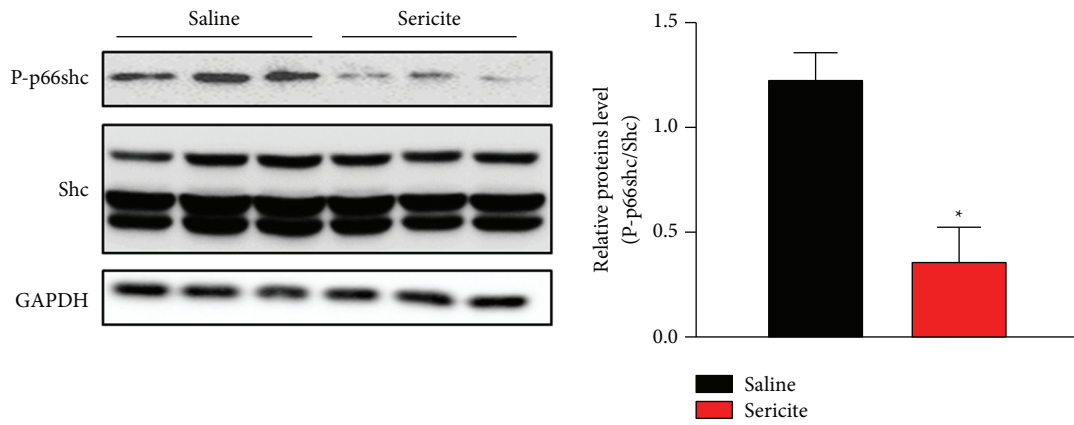 Saline
Sericite
P-p66shc
Shc
GAPDH
Relative proteins level
(P-p66shc/Shc)
1.5
1.0
0.5
0.0
*
Saline
Sericite